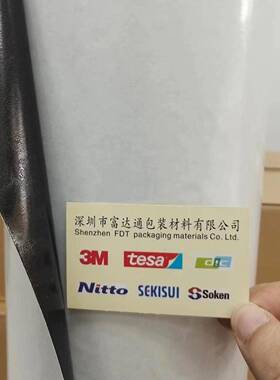 深圳市富达通包装材料有限公司
Shenzhen FDT packaging materials Co. Ltd.
3M tesa dic
Nitto SEKISUI Soken